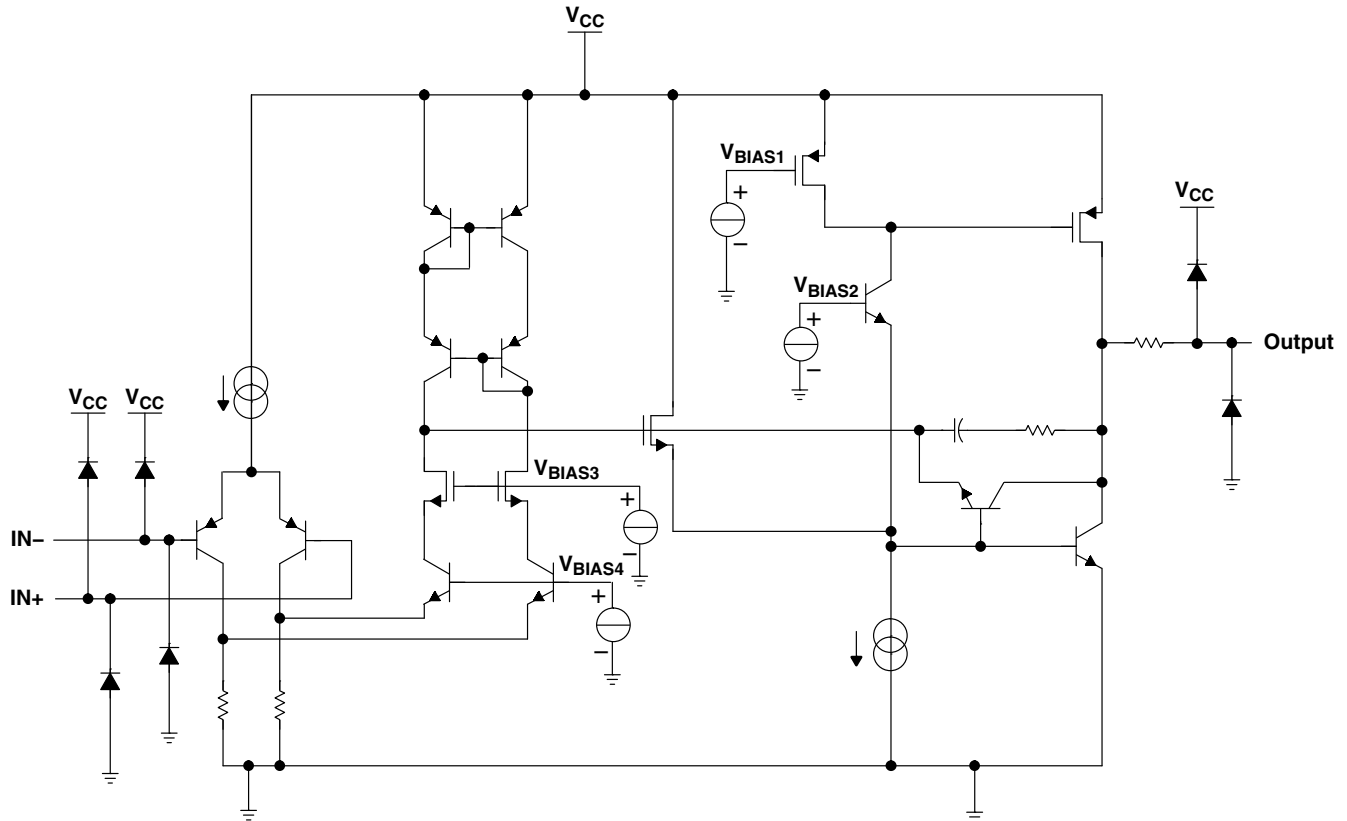 VCC
VBIAS1
+
−
VCC
VBIAS2
+
−
Output
VCC
VCC
VBIAS3
+
−
IN−
VBIAS4
+
−
IN+